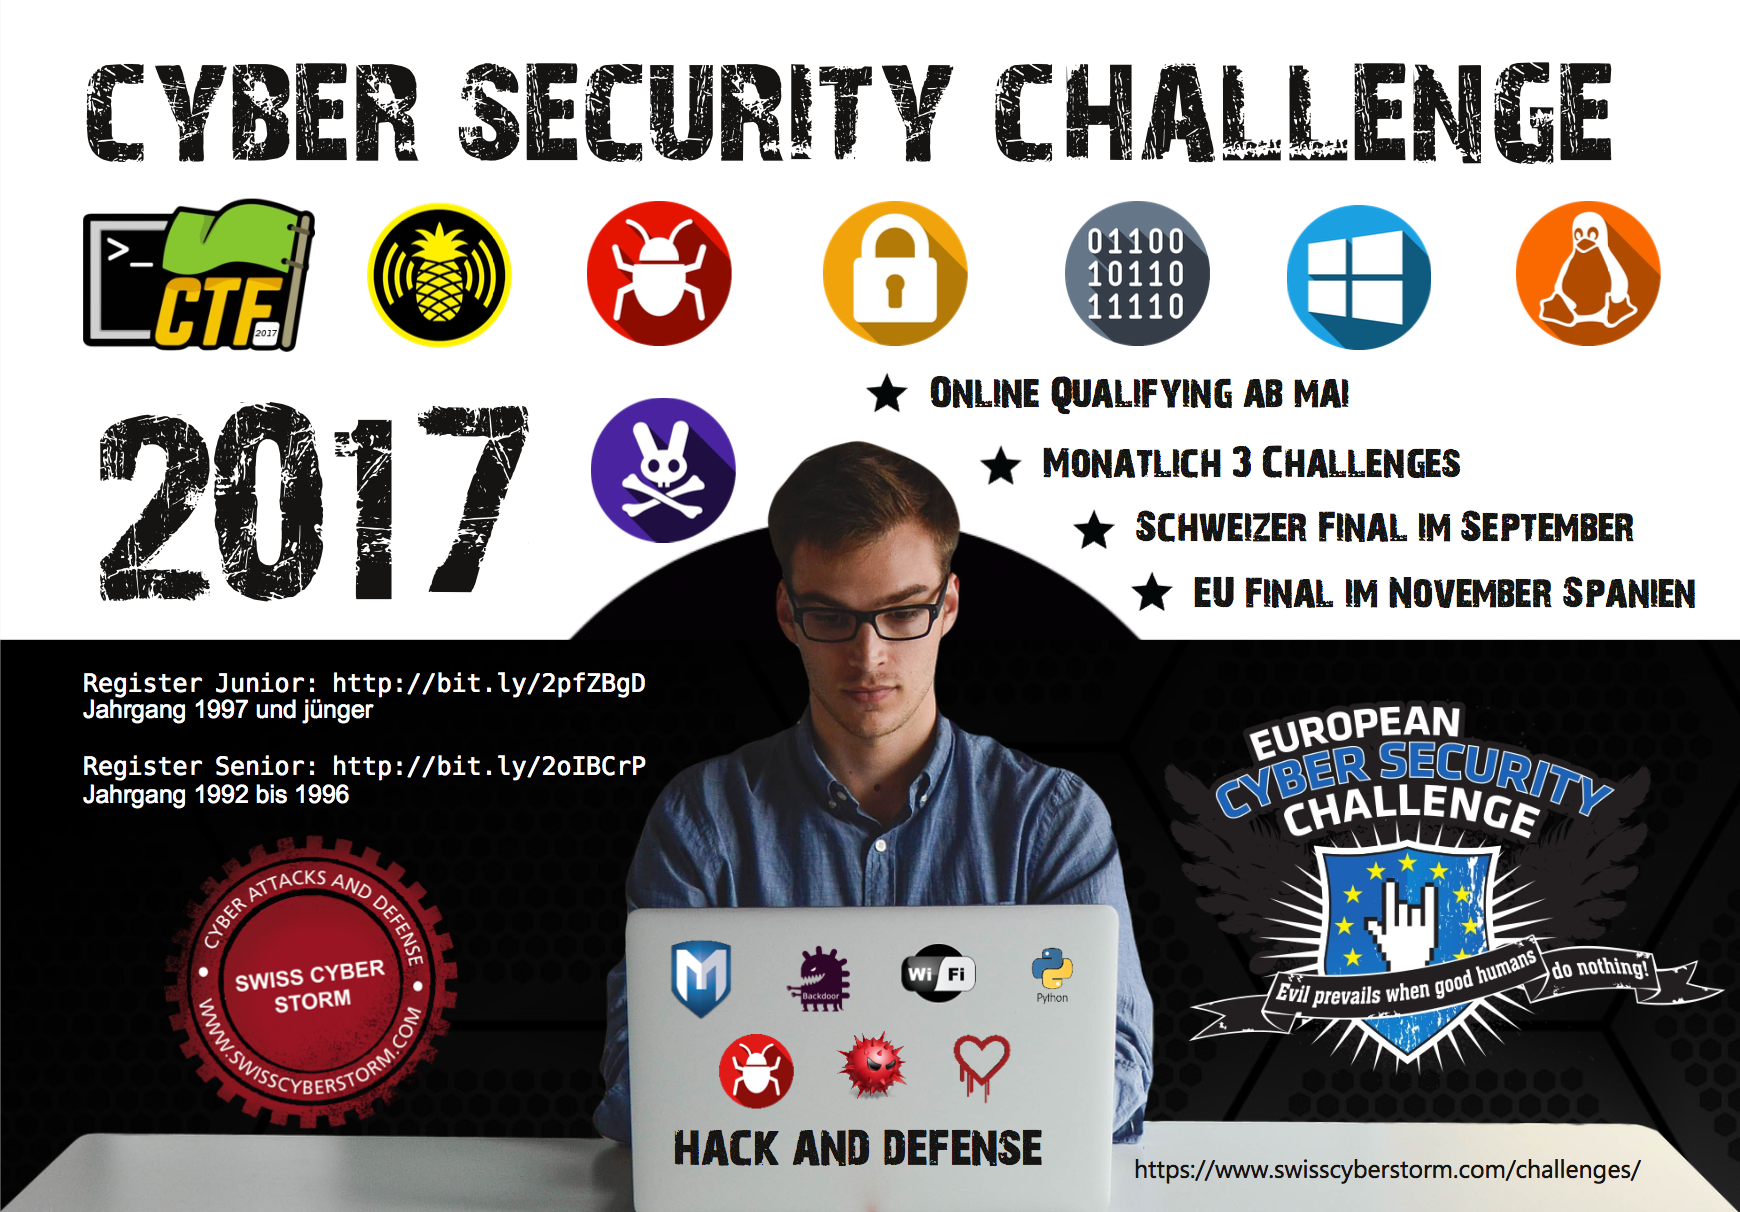 CYBER SECURITY CHALLENGE
>_
CTF
2017
01100
10110
11110
2017
ONLINE QUALIFYING AB MAI
MONATLICH 3 CHALLENGES
SCHWEIZER FINAL IM SEPTEMBER
EU FINAL IM NOVEMBER SPANIEN
Register Junior: http://bit.ly/2pfZBgD
Jahrgang 1997 und jünger
Register Senior: http://bit.ly/2oIBCrP
Jahrgang 1992 bis 1996
CYBER ATTACKS AND DEFENSE
SWISS CYBER
STORM
WWW.SWISSCYBERSTORM.COM
EUROPEAN
CYBER SECURITY
CHALLENGE
Evil prevails when good humans do nothing!
M
Backdoor
Wi Fi
Python
HACK AND DEFENSE
https://www.swisscyberstorm.com/challenges/